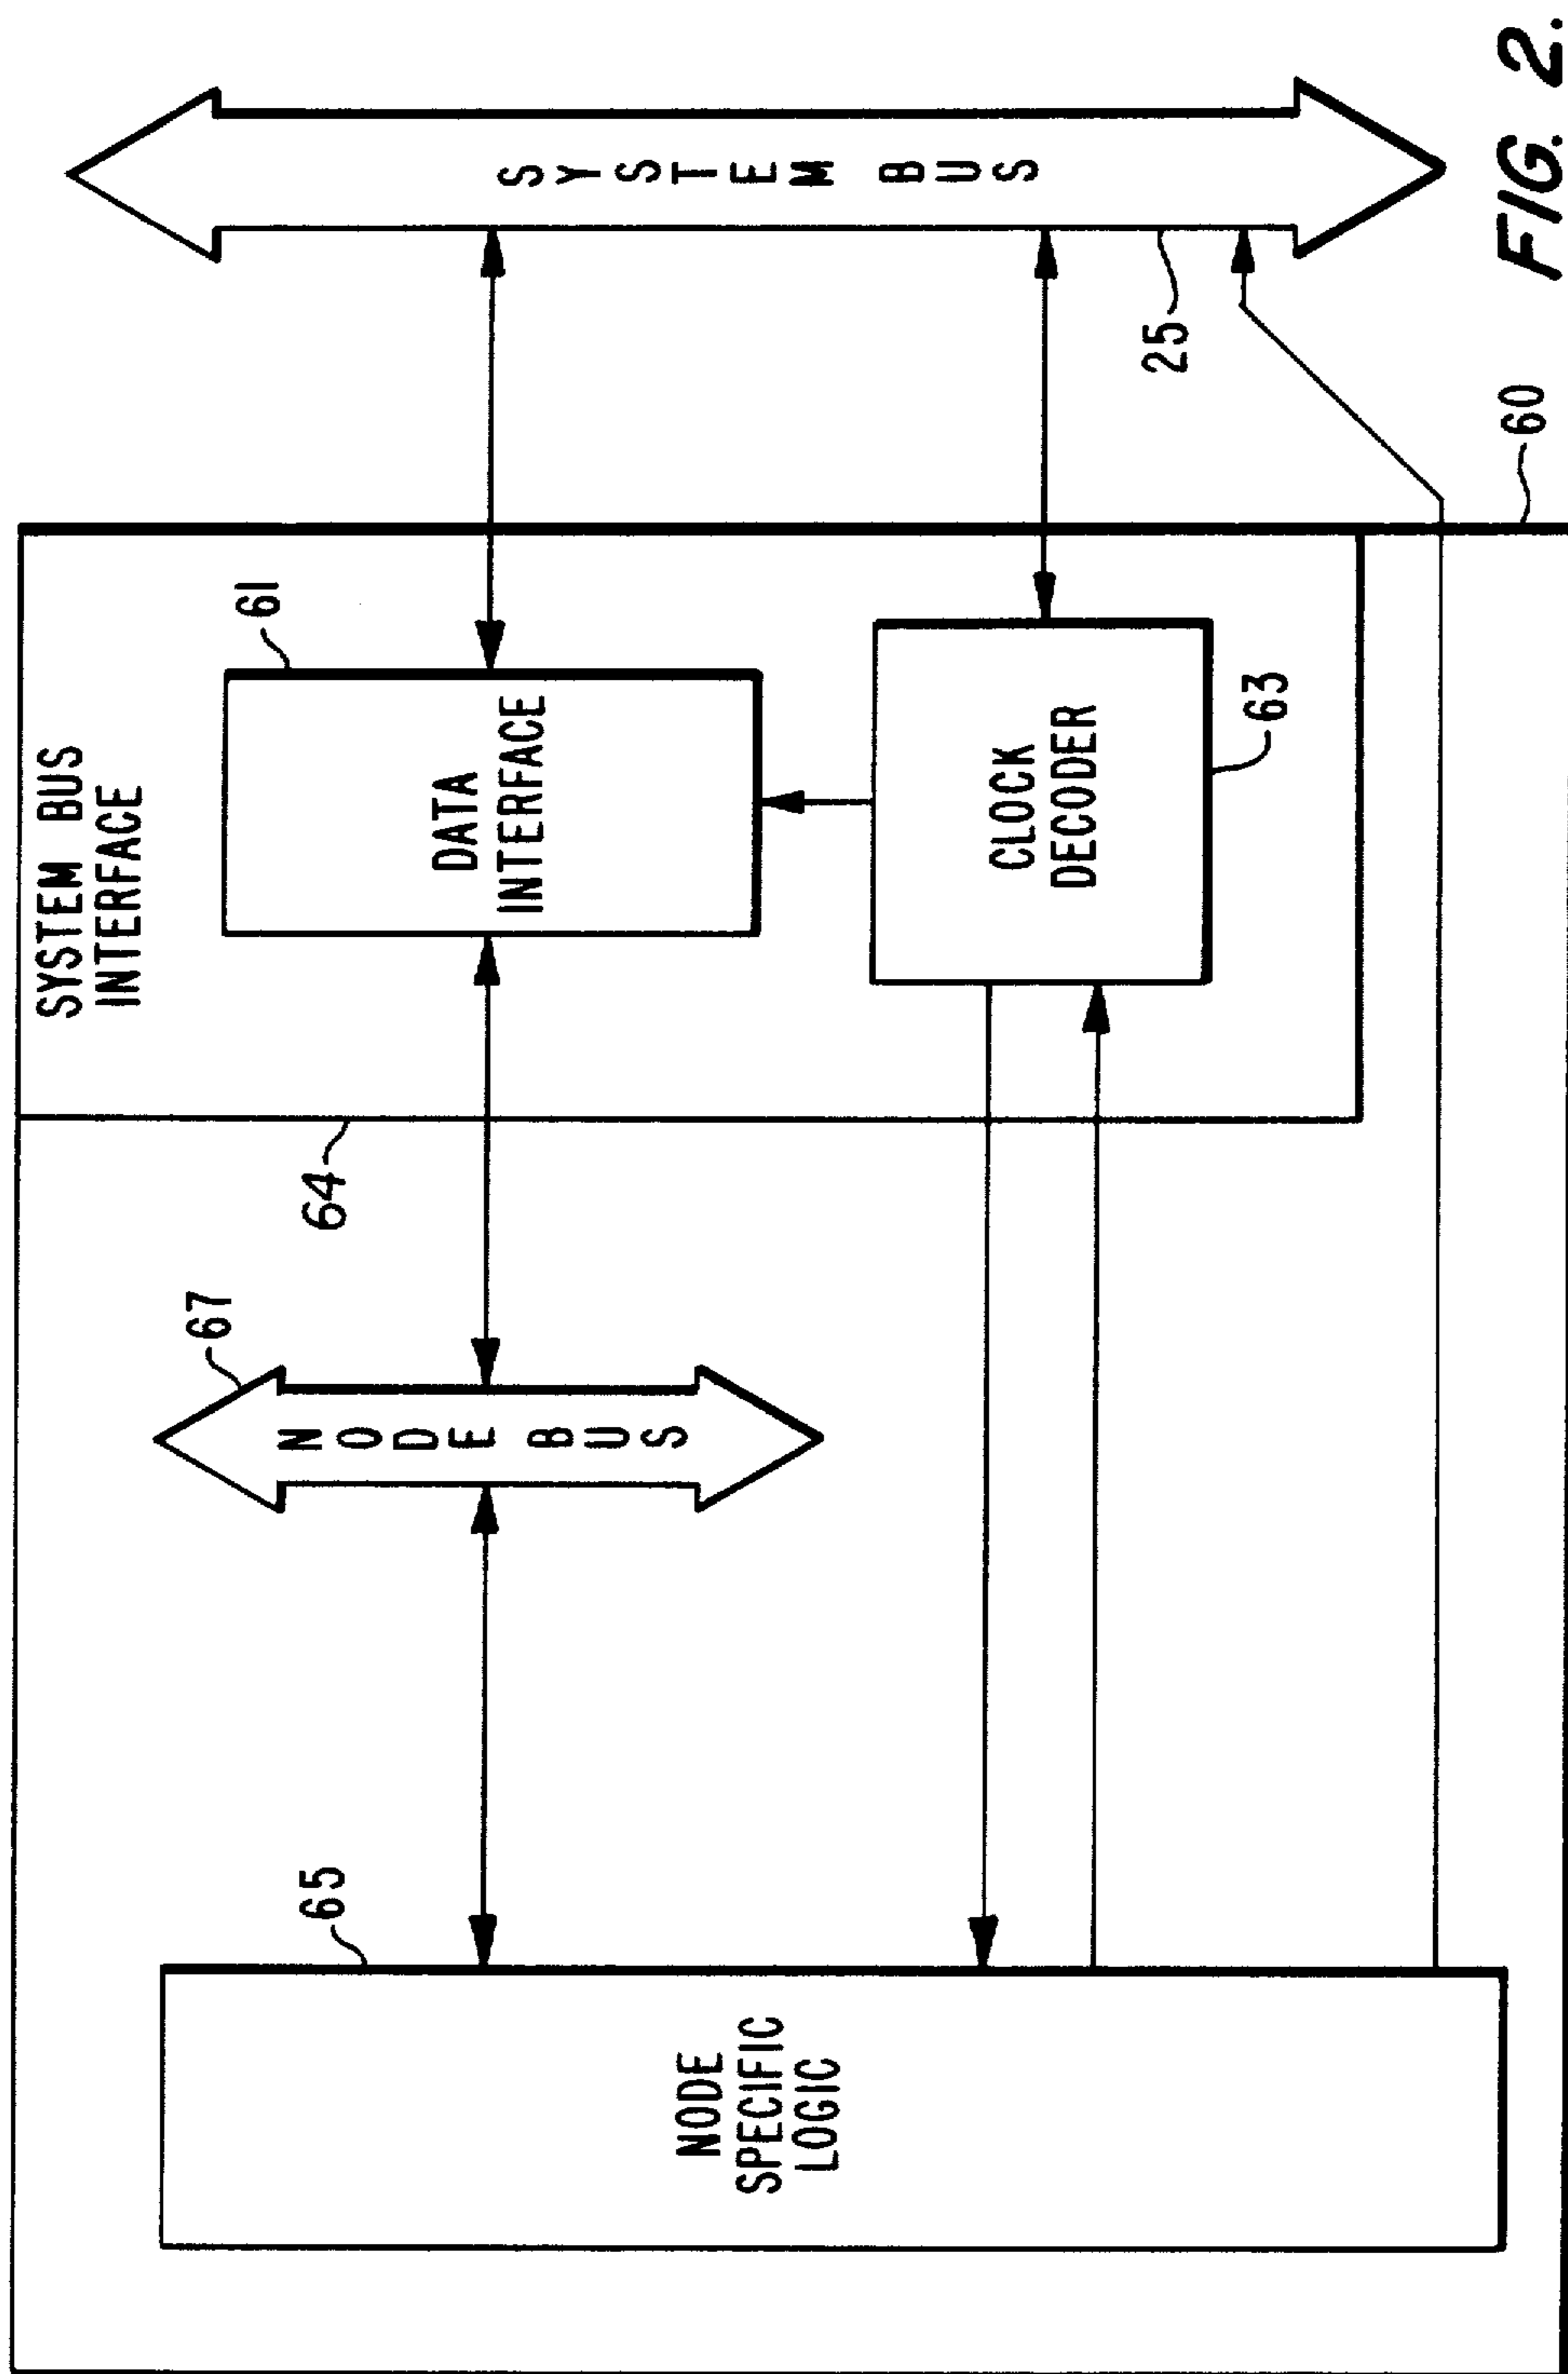 SYSTEM BUS
INTERFACE
61
DATA
INTERFACE
CLOCK
DECODER
63
64
67
NODE BUS
65
NODE
SPECIFIC
LOGIC
SYSTEM BUS
25
60
FIG. 2.